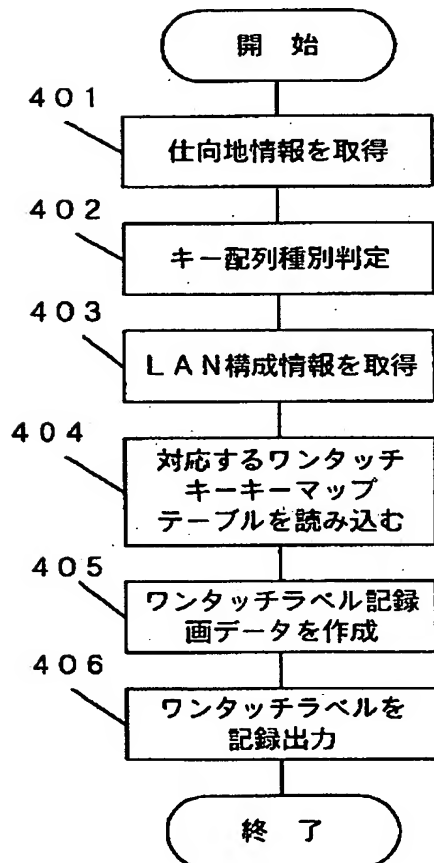 開 始
401
仕向地情報を取得
402
キー配列種別判定
403
LAN構成情報を取得
404
対応するワンタッチ
キーキーマップ
テーブルを読み込む
405
ワンタッチラベル記録
画データを作成
406
ワンタッチラベルを
記録出力
終 了